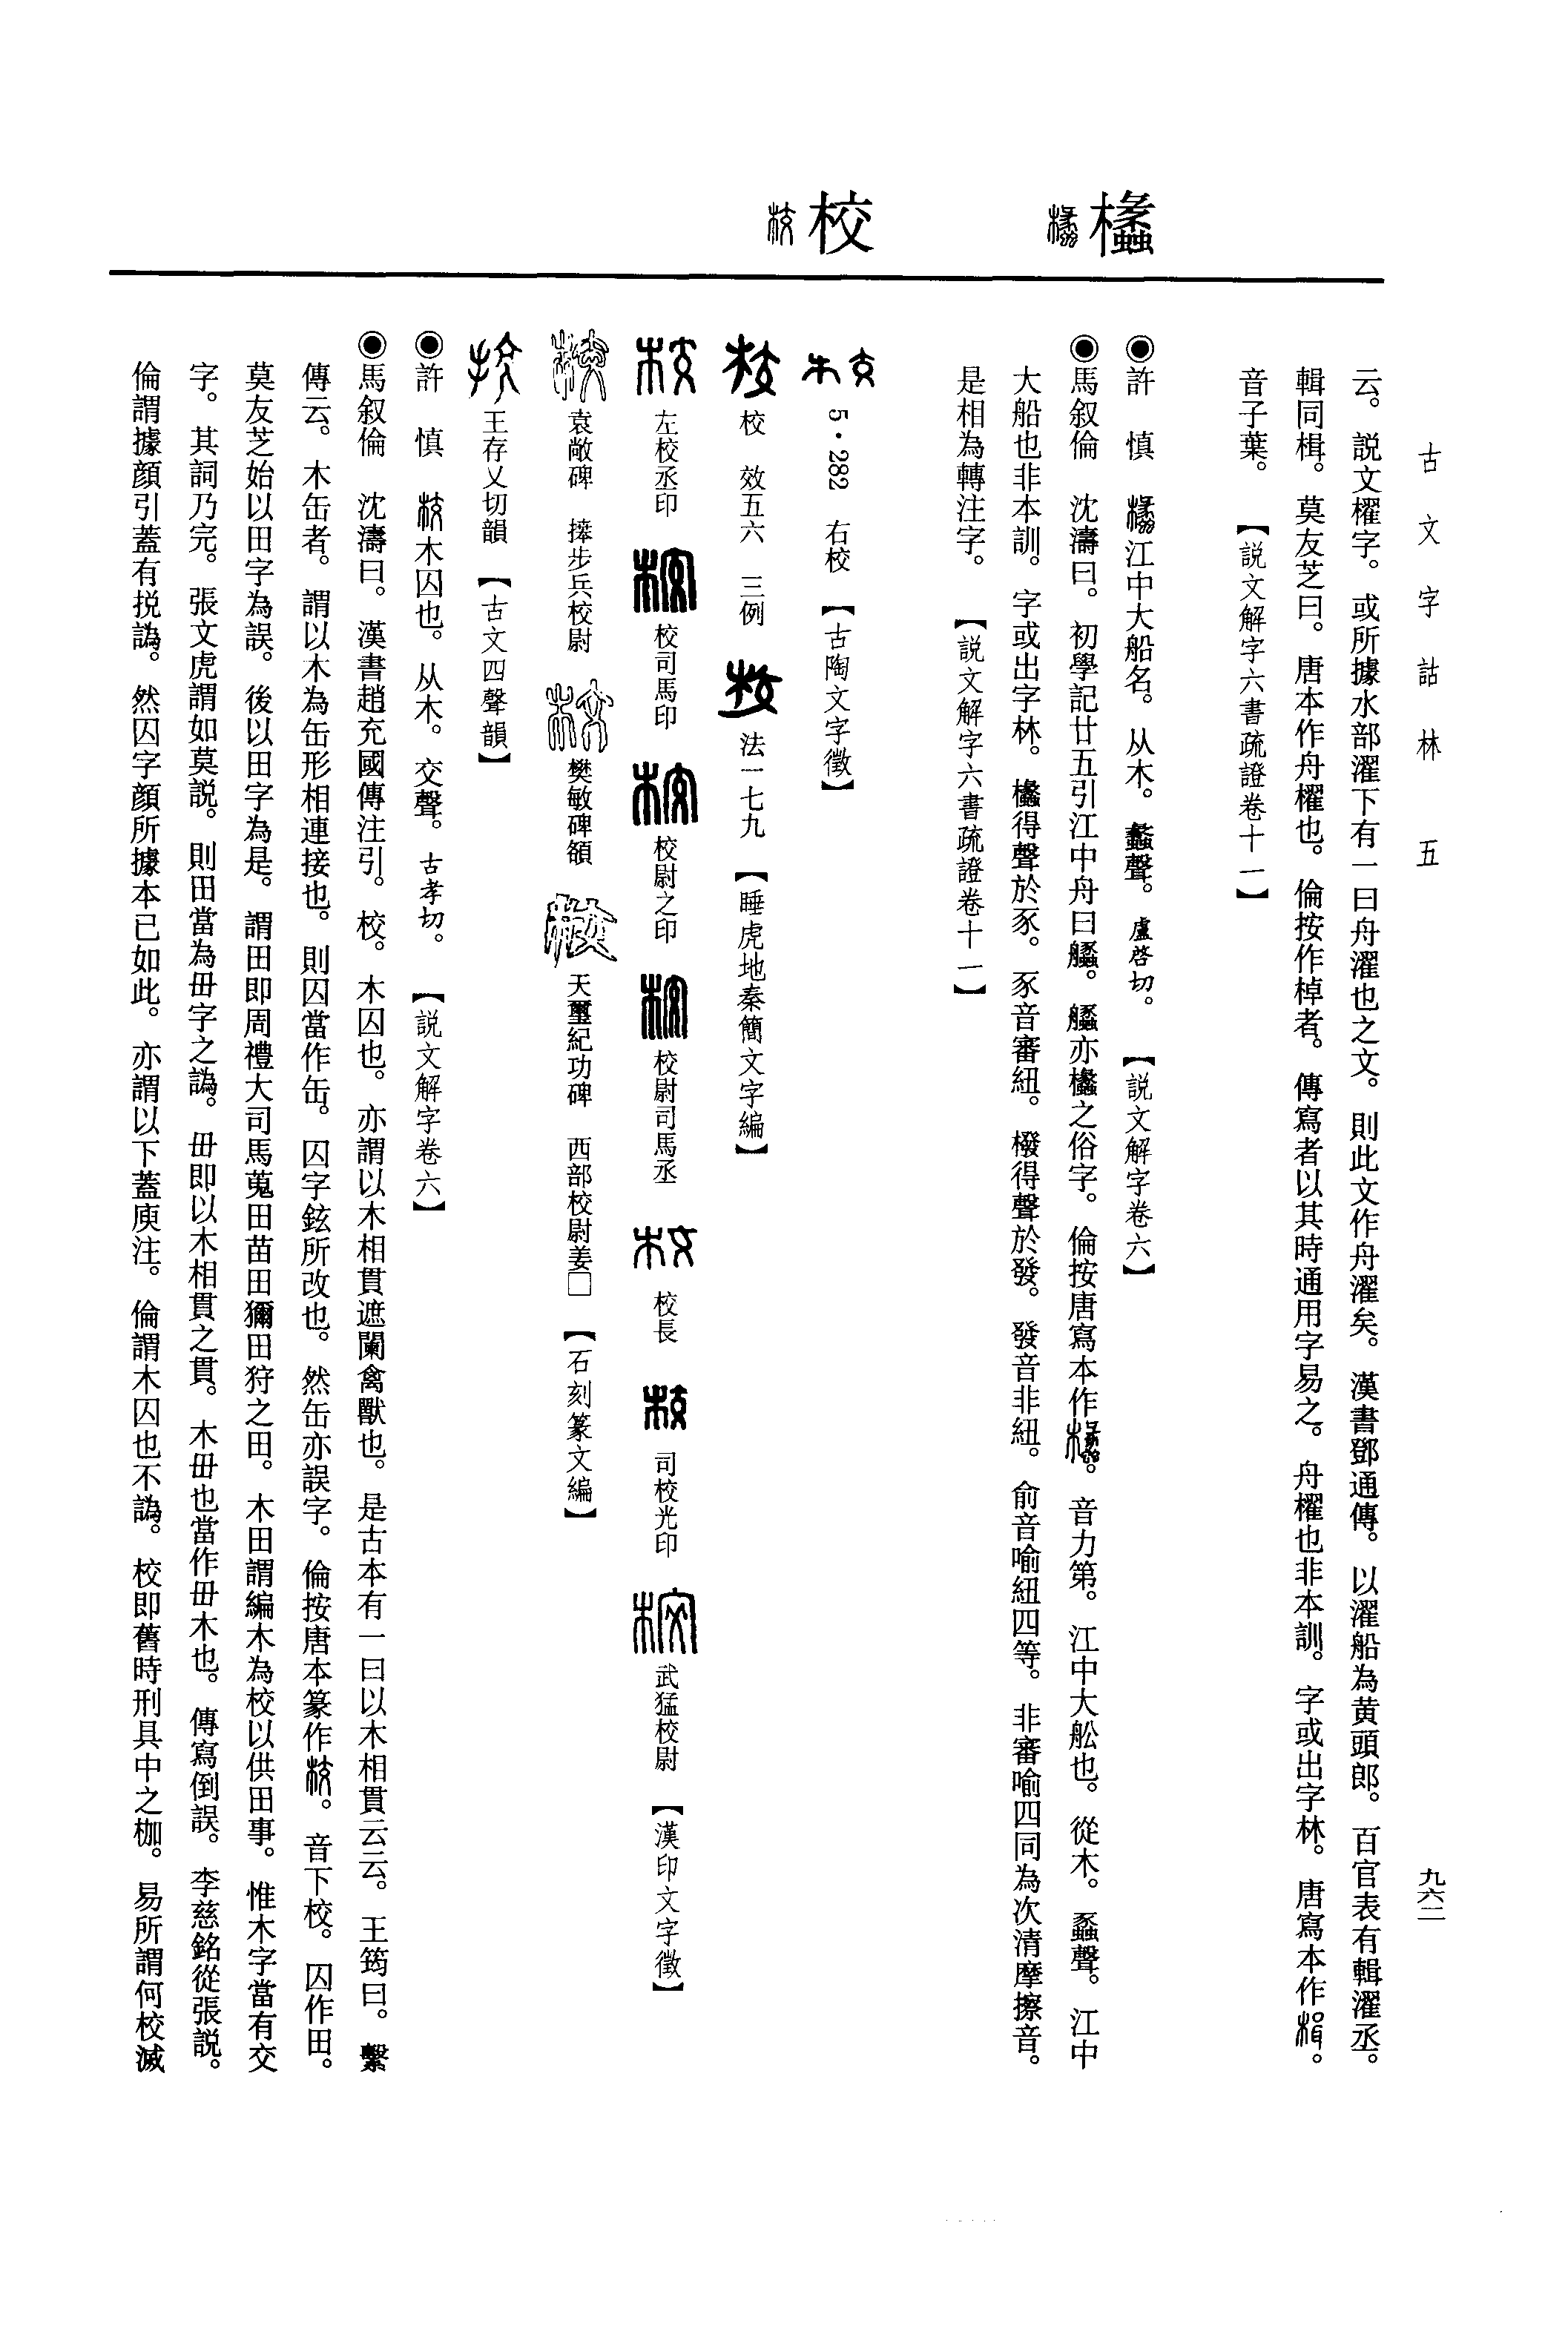 古文字詁林 五
九六二
欚
校
云。說文櫂字。或所據水部濯下有一曰舟濯也之文。則此文作舟濯矣。漢書鄧通傳。以濯船為黃頭郎。百官表有輯濯丞。
輯同楫。莫友芝曰。唐本作舟櫂也。倫按作棹者。傳寫者以其時通用字易之。舟櫂也非本訓。字或出字林。唐寫本作。
音子葉。 【説文解字六書疏證卷十一】
◉許 慎 江中大船名。从木。蠡聲。盧啓切。 【説文解字卷六】
◉馬叙倫 沈濤曰。初學記廿五引江中舟曰艬。艬亦欚之俗字。倫按唐寫本作。音力第。江中大舩也。從木。蠡聲。江中
大船也非本訓。字或出字林。欚得聲於豕。豕音審紐。橃得聲於發。發音非紐。俞音喻紐四等。非審喻四同為次清摩擦音。
是相為轉注字。 【説文解字六書疏證卷十一】
5·282 右校 【古陶文字徵】
校 效五六 三例 法一七九 【睡虎地秦簡文字編】
左校丞印 校司馬印 校尉之印 校尉司馬丞 校長 司校光印 武猛校尉 【漢印文字徵】
袁敞碑 捧步兵校尉 樊敏碑領 天璽紀功碑 西部校尉姜□ 【石刻篆文編】
王存乂切韻 【古文四聲韻】
◉許 慎 木囚也。从木。交聲。古孝切。 【説文解字卷六】
◉馬叙倫 沈濤曰。漢書趙充國傳注引。校。木囚也。亦謂以木相貫遮闌禽獸也。是古本有一曰以木相貫云云。王筠曰。繫
傳云。木缶者。謂以木為缶形相連接也。則囚當作缶。囚字鉉所改也。然缶亦誤字。倫按唐本篆作。音下校。囚作田。
莫友芝始以田字為誤。後以田字為是。謂田即周禮大司馬蒐田苗田獮田狩之田。木田謂編木為校以供田事。惟木字當有交
字。其詞乃完。張文虎謂如莫説。則田當為毌字之譌。毌即以木相貫之貫。木毌也當作毌木也。傳寫倒誤。李慈銘從張説。
倫謂據顔引蓋有挩譌。然囚字顔所據本已如此。亦謂以下蓋庾注。倫謂木囚也不譌。校即舊時刑具中之枷。易所謂何校滅